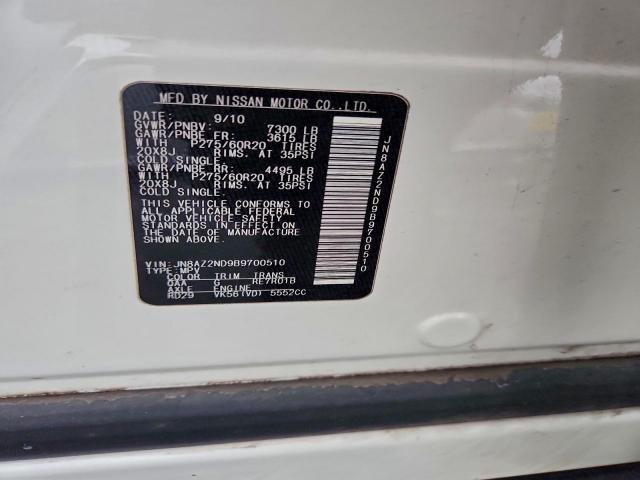 MFD BY NISSAN MOTOR CO.,LTD.
DATE: 9/10
GVWR/PNBV: 7300 LB
GAWR/PNBE FR: 3615 LB
WITH P275/60R20 TIRES
20X8J RIMS. AT 35PSI
COLD SINGLE.
GAWR/PNBE RR: 4495 LB
WITH P275/60R20 TIRES
20X8J RIMS. AT 35PSI
COLD SINGLE.
THIS VEHICLE CONFORMS TO
ALL APPLICABLE FEDERAL
MOTOR VEHICLE SAFETY
STANDARDS IN EFFECT ON
THE DATE OF MANUFACTURE
SHOWN ABOVE.
VIN: JN8AZ2ND9B9700510
TYPE: MPV
COLOR TRIM TRANS
QAA G RE7R01B
AXLE ENGINE
RD29 VK56(VD) 5552CC
JN8AZ2ND9B9700510